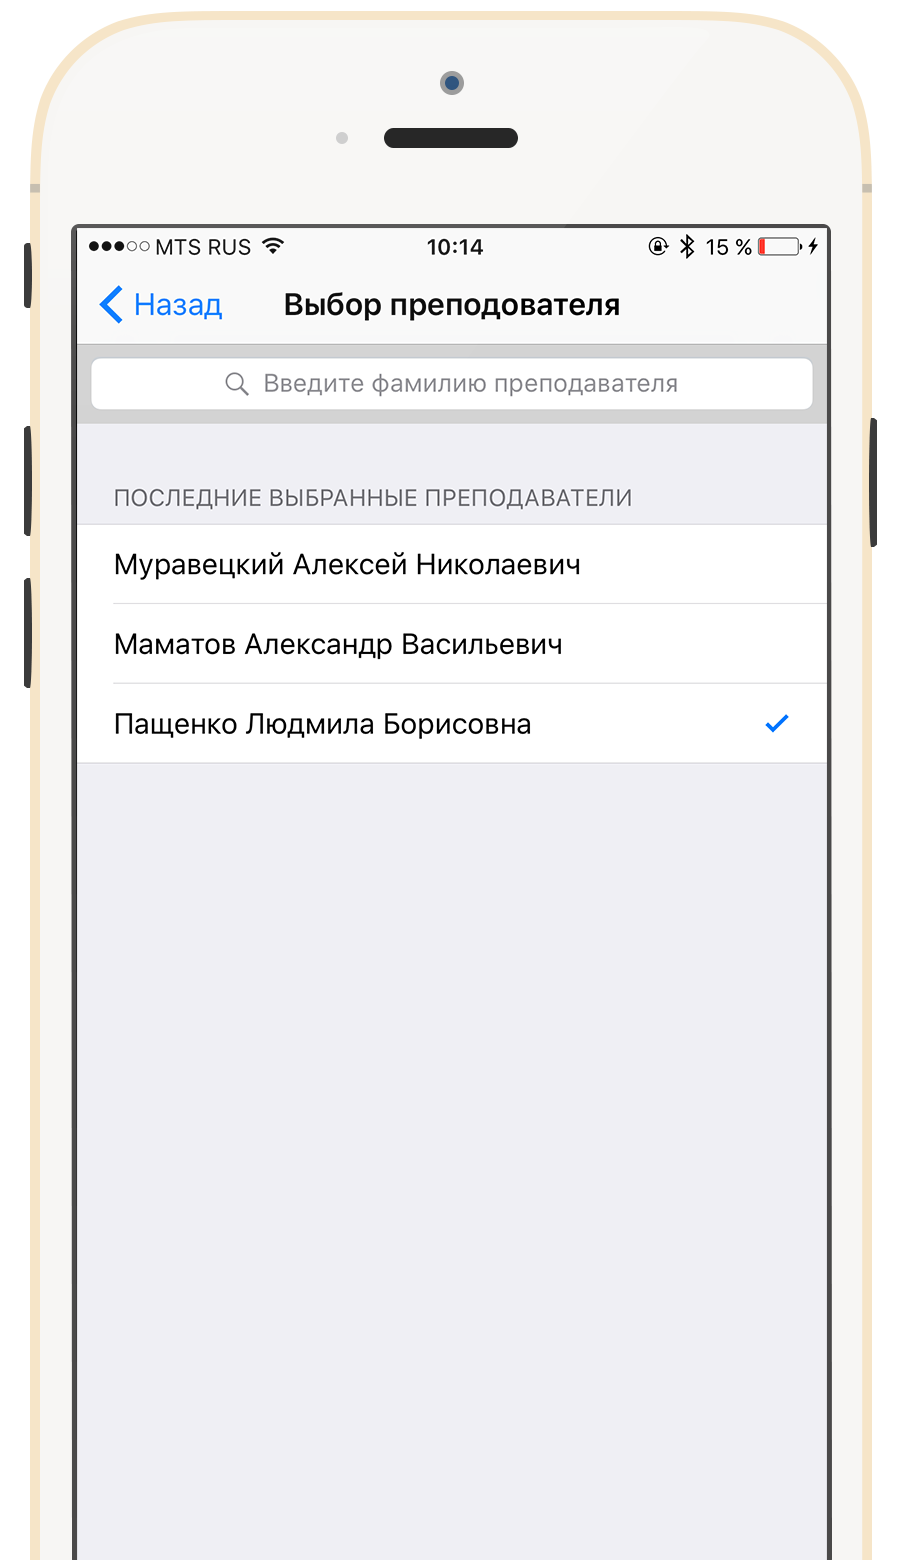 MTS RUS 10:14 15 %
Назад Выбор преподователя
Введите фамилию преподавателя
ПОСЛЕДНИЕ ВЫБРАННЫЕ ПРЕПОДАВАТЕЛИ
Муравецкий Алексей Николаевич
Маматов Александр Васильевич
Пащенко Людмила Борисовна